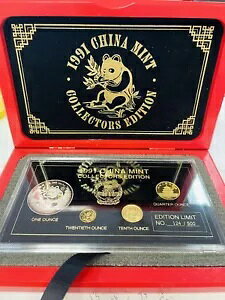 1991 CHINA MINT
COLLECTORS EDITION
1991 CHINA MINT
COLLECTORS EDITION
QUARTER-OUNCE
ONE OUNCE
TWENTIETH-OUNCE
TENTH-OUNCE
EDITION LIMIT
NO.